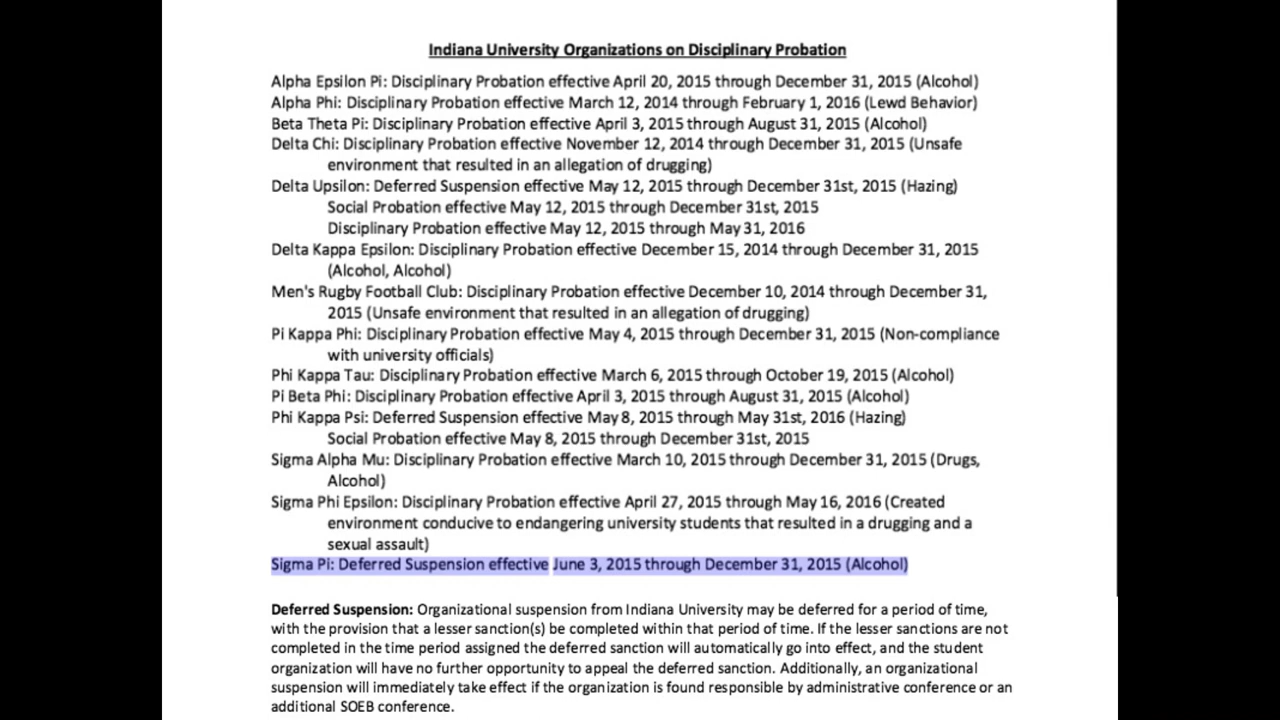 Indiana University Organizations on Disciplinary Probation
Alpha Epsilon Pi: Disciplinary Probation effective April 20, 2015 through December 31, 2015 (Alcohol)
Alpha Phi: Disciplinary Probation effective March 12, 2014 through February 1, 2016 (Lewd Behavior)
Beta Theta Pi: Disciplinary Probation effective April 3, 2015 through August 31, 2015 (Alcohol)
Delta Chi: Disciplinary Probation effective November 12, 2014 through December 31, 2015 (Unsafe
environment that resulted in an allegation of drugging)
Delta Upsilon: Deferred Suspension effective May 12, 2015 through December 31st, 2015 (Hazing)
Social Probation effective May 12, 2015 through December 31st, 2015
Disciplinary Probation effective May 12, 2015 through May 31, 2016
Delta Kappa Epsilon: Disciplinary Probation effective December 15, 2014 through December 31, 2015
(Alcohol, Alcohol)
Men's Rugby Football Club: Disciplinary Probation effective December 10, 2014 through December 31,
2015 (Unsafe environment that resulted in an allegation of drugging)
Pi Kappa Phi: Disciplinary Probation effective May 4, 2015 through December 31, 2015 (Non-compliance
with university officials)
Phi Kappa Tau: Disciplinary Probation effective March 6, 2015 through October 19, 2015 (Alcohol)
Pi Beta Phi: Disciplinary Probation effective April 3, 2015 through August 31, 2015 (Alcohol)
Phi Kappa Psi: Deferred Suspension effective May 8, 2015 through May 31st, 2016 (Hazing)
Social Probation effective May 8, 2015 through December 31st, 2015
Sigma Alpha Mu: Disciplinary Probation effective March 10, 2015 through December 31, 2015 (Drugs,
Alcohol)
Sigma Phi Epsilon: Disciplinary Probation effective April 27, 2015 through May 16, 2016 (Created
environment conducive to endangering university students that resulted in a drugging and a
sexual assault)
Sigma Pi: Deferred Suspension effective June 3, 2015 through December 31, 2015 (Alcohol)
Deferred Suspension: Organizational suspension from Indiana University may be deferred for a period of time,
with the provision that a lesser sanction(s) be completed within that period of time. If the lesser sanctions are not
completed in the time period assigned the deferred sanction will automatically go into effect, and the student
organization will have no further opportunity to appeal the deferred sanction. Additionally, an organizational
suspension will immediately take effect if the organization is found responsible by administrative conference or an
additional SOEB conference.